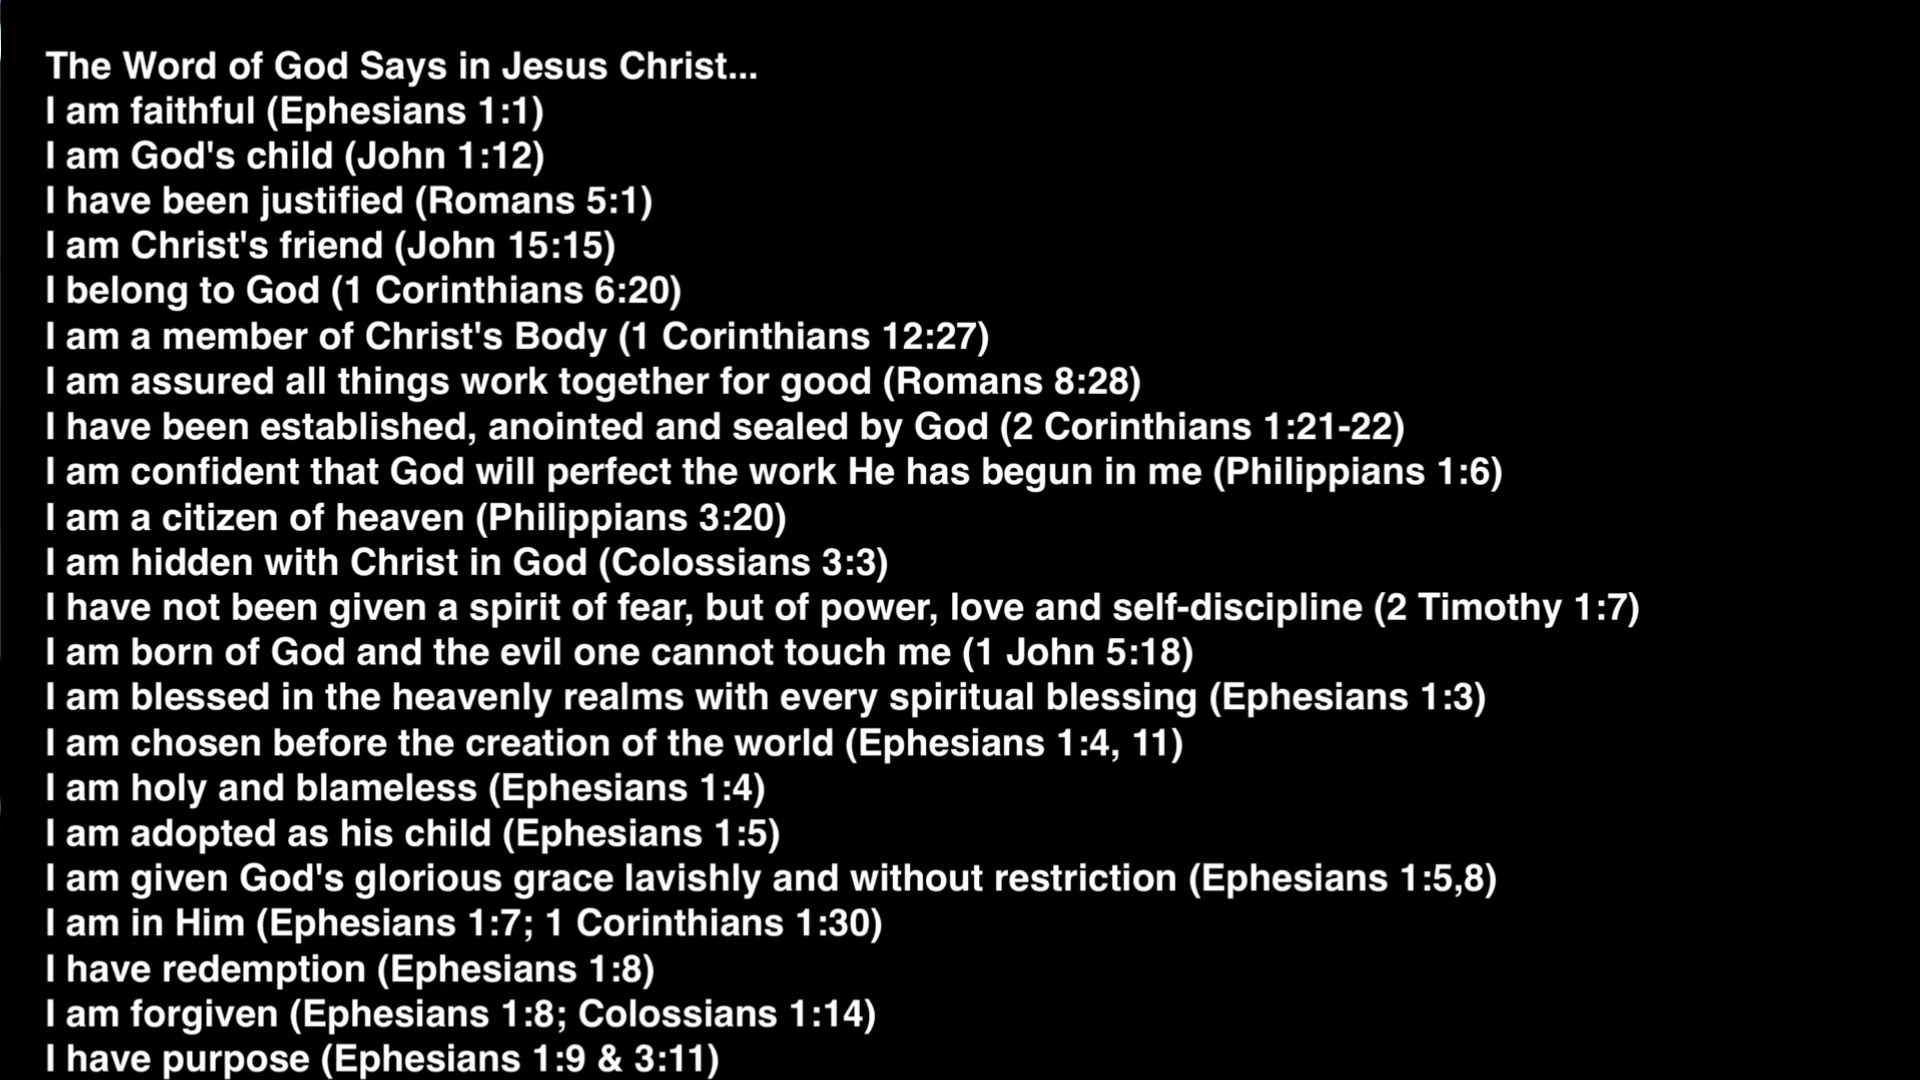 The Word of God Says in Jesus Christ...
I am faithful (Ephesians 1:1)
I am God's child (John 1:12)
I have been justified (Romans 5:1)
I am Christ's friend (John 15:15)
I belong to God (1 Corinthians 6:20)
I am a member of Christ's Body (1 Corinthians 12:27)
I am assured all things work together for good (Romans 8:28)
I have been established, anointed and sealed by God (2 Corinthians 1:21-22)
I am confident that God will perfect the work He has begun in me (Philippians 1:6)
I am a citizen of heaven (Philippians 3:20)
I am hidden with Christ in God (Colossians 3:3)
I have not been given a spirit of fear, but of power, love and self-discipline (2 Timothy 1:7)
I am born of God and the evil one cannot touch me (1 John 5:18)
I am blessed in the heavenly realms with every spiritual blessing (Ephesians 1:3)
I am chosen before the creation of the world (Ephesians 1:4, 11)
I am holy and blameless (Ephesians 1:4)
I am adopted as his child (Ephesians 1:5)
I am given God's glorious grace lavishly and without restriction (Ephesians 1:5,8)
I am in Him (Ephesians 1:7; 1 Corinthians 1:30)
I have redemption (Ephesians 1:8)
I am forgiven (Ephesians 1:8; Colossians 1:14)
I have purpose (Ephesians 1:9 & 3:11)